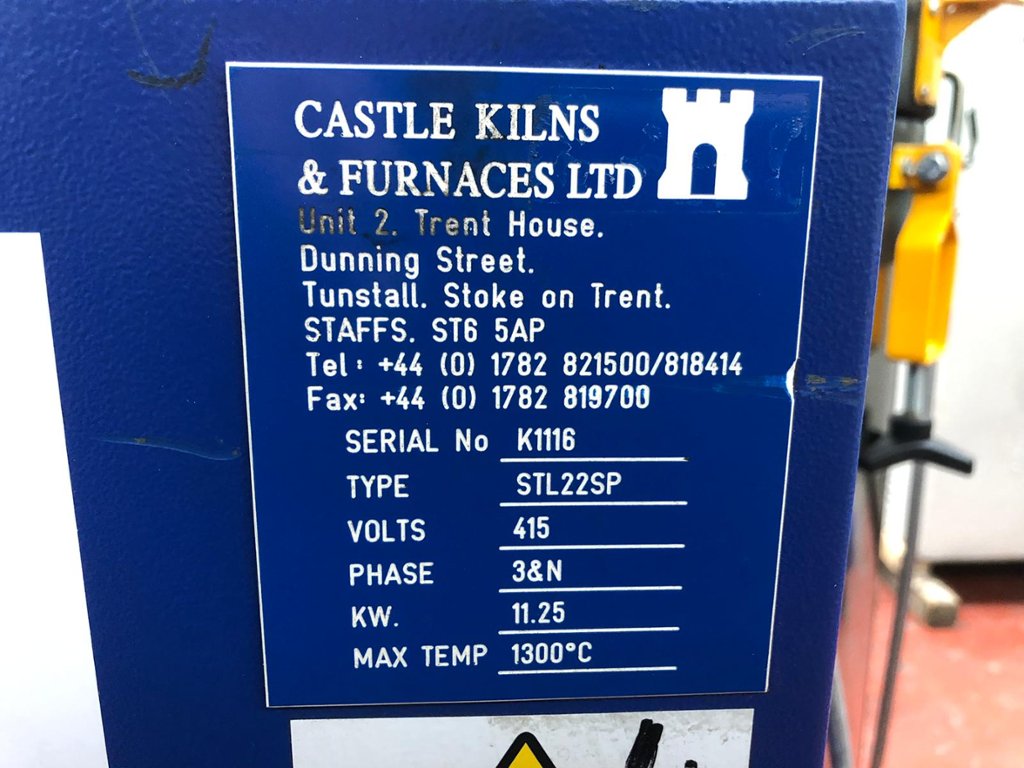 CASTLE KILNS
& FURNACES LTD
Unit 2. Trent House.
Dunning Street.
Tunstall. Stoke on Trent.
STAFFS. ST6 5AP
Tel: +44 (0) 1782 821500/818414
Fax: +44 (0) 1782 819700
SERIAL No K1116
TYPE STL22SP
VOLTS 415
PHASE 3&N
KW. 11.25
MAX TEMP 1300°C